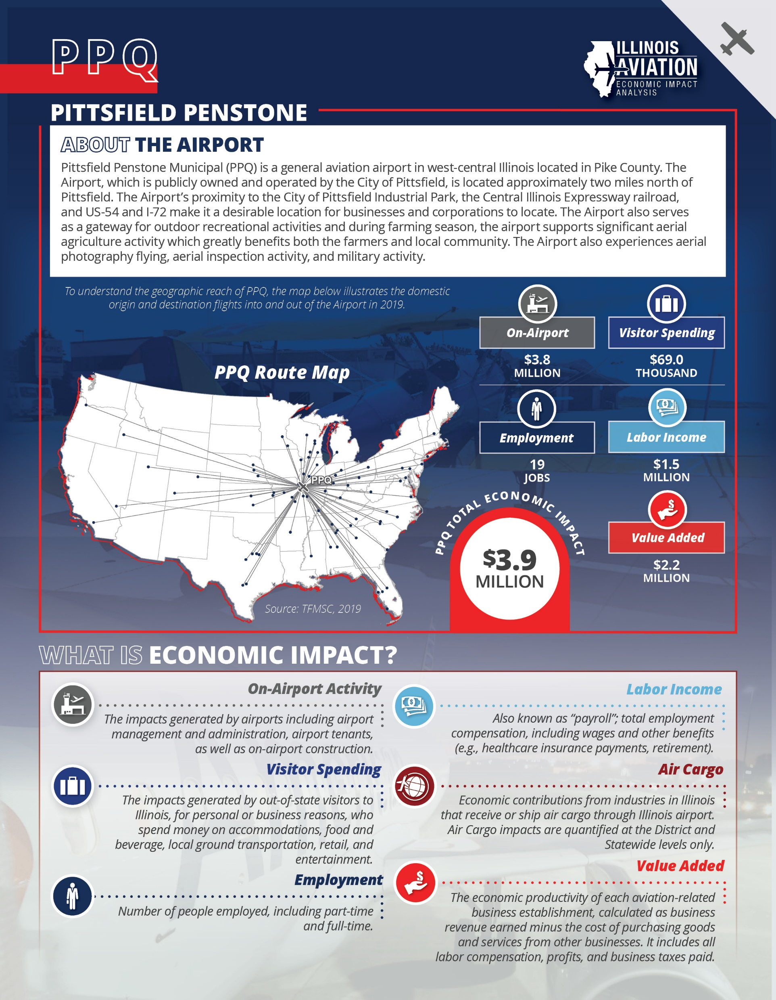 PPQ
ILLINOIS
AVIATION
ECONOMIC IMPACT
ANALYSIS
PITTSFIELD PENSTONE
ABOUT THE AIRPORT
Pittsfield Penstone Municipal (PPQ) is a general aviation airport in west-central Illinois located in Pike County. The
Airport, which is publicly owned and operated by the City of Pittsfield, is located approximately two miles north of
Pittsfield. The Airport’s proximity to the City of Pittsfield Industrial Park, the Central Illinois Expressway railroad,
and US-54 and I-72 make it a desirable location for businesses and corporations to locate. The Airport also serves
as a gateway for outdoor recreational activities and during farming season, the airport supports significant aerial
agriculture activity which greatly benefits both the farmers and local community. The Airport also experiences aerial
photography flying, aerial inspection activity, and military activity.
To understand the geographic reach of PPQ, the map below illustrates the domestic
origin and destination flights into and out of the Airport in 2019.
PPQ Route Map
PPQ
Source: TFMSC, 2019
On-Airport
$3.8
MILLION
Visitor Spending
$69.0
THOUSAND
Employment
19
JOBS
Labor Income
$1.5
MILLION
PPQ TOTAL ECONOMIC IMPACT
$3.9
MILLION
Value Added
$2.2
MILLION
WHAT IS ECONOMIC IMPACT?
On-Airport Activity
The impacts generated by airports including airport
management and administration, airport tenants,
as well as on-airport construction.
Visitor Spending
The impacts generated by out-of-state visitors to
Illinois, for personal or business reasons, who
spend money on accommodations, food and
beverage, local ground transportation, retail, and
entertainment.
Employment
Number of people employed, including part-time
and full-time.
Labor Income
Also known as “payroll”; total employment
compensation, including wages and other benefits
(e.g., healthcare insurance payments, retirement).
Air Cargo
Economic contributions from industries in Illinois
that receive or ship air cargo through Illinois airport.
Air Cargo impacts are quantified at the District and
Statewide levels only.
Value Added
The economic productivity of each aviation-related
business establishment, calculated as business
revenue earned minus the cost of purchasing goods
and services from other businesses. It includes all
labor compensation, profits, and business taxes paid.